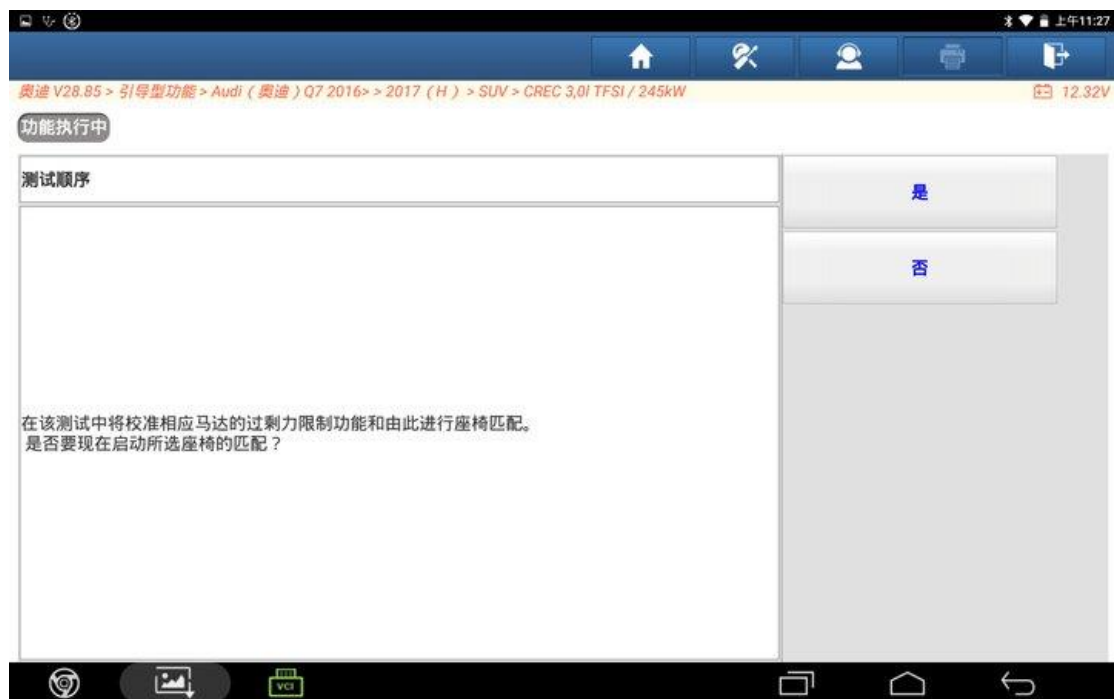 上午11:27
奥迪 V28.85 > 引导型功能 > Audi ( 奥迪 ) Q7 2016> > 2017 ( H ) > SUV > CREC 3,0l TFSI / 245kW
12.32V
功能执行中
测试顺序
是
否
在该测试中将校准相应马达的过剩力限制功能和由此进行座椅匹配。
是否要现在启动所选座椅的匹配？
VCI